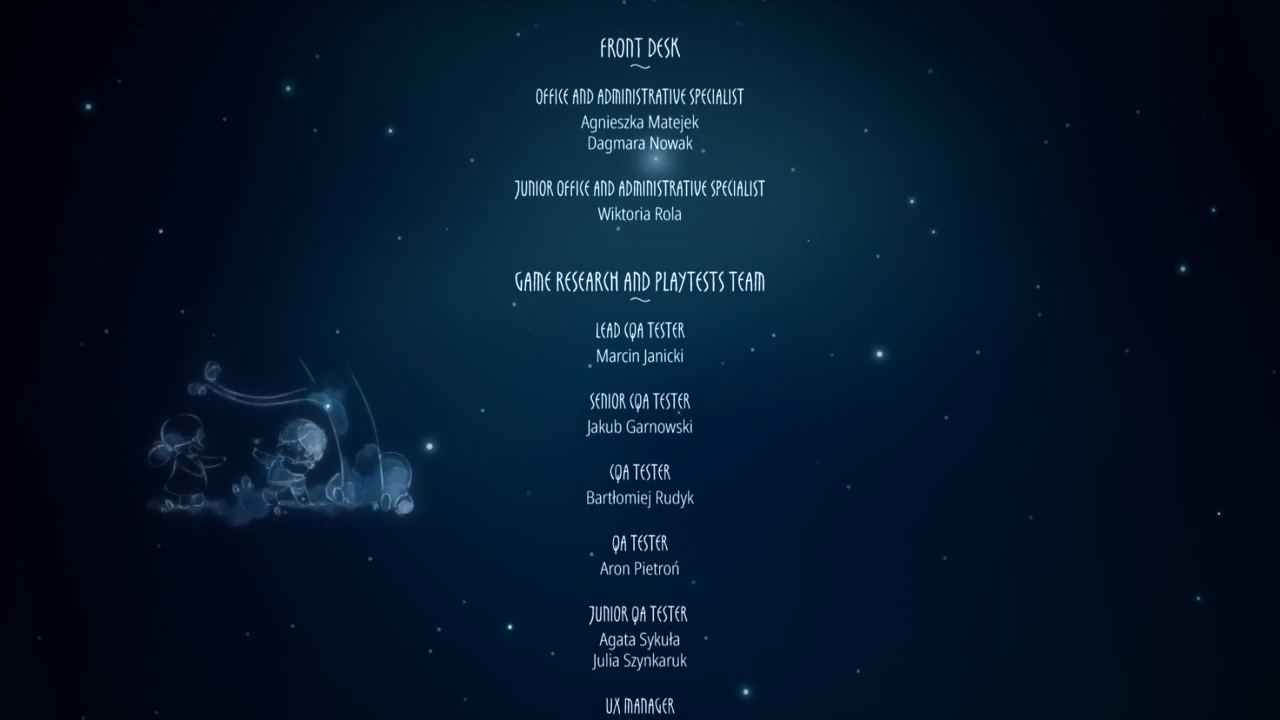 FRONT DESK
OFFICE AND ADMINISTRATIVE SPECIALIST
Agnieszka Matejek
Dagmara Nowak
JUNIOR OFFICE AND ADMINISTRATIVE SPECIALIST
Wiktoria Rola
GAME RESEARCH AND PLAYTESTS TEAM
LEAD CQA TESTER
Marcin Janicki
SENIOR CQA TESTER
Jakub Garnowski
CQA TESTER
Bartłomiej Rudyk
QA TESTER
Aron Pietroń
JUNIOR QA TESTER
Agata Sykuła
Julia Szynkaruk
UX MANAGER